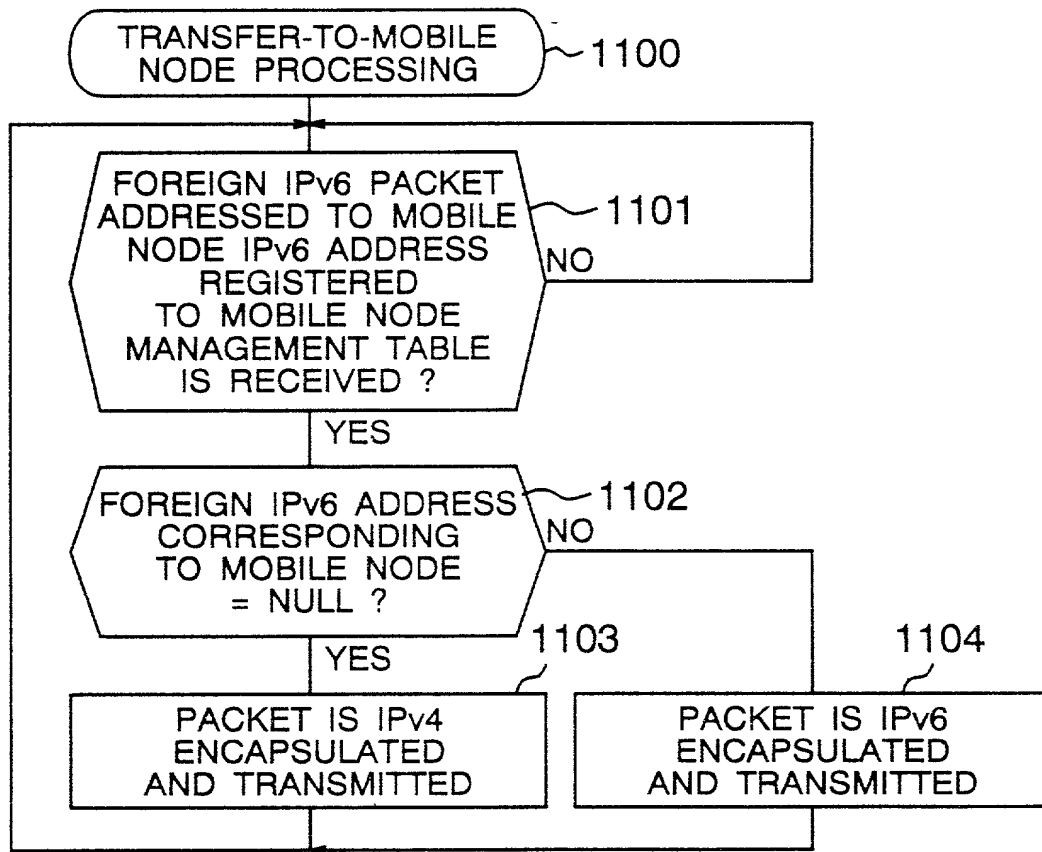 TRANSFER-TO-MOBILE
NODE PROCESSING
1100
FOREIGN IPv6 PACKET
ADDRESSED TO MOBILE
NODE IPv6 ADDRESS
REGISTERED
TO MOBILE NODE
MANAGEMENT TABLE
IS RECEIVED ?
1101
NO
YES
FOREIGN IPv6 ADDRESS
CORRESPONDING
TO MOBILE NODE
= NULL ?
1102
NO
YES
1103
PACKET IS IPv4
ENCAPSULATED
AND TRANSMITTED
1104
PACKET IS IPv6
ENCAPSULATED
AND TRANSMITTED